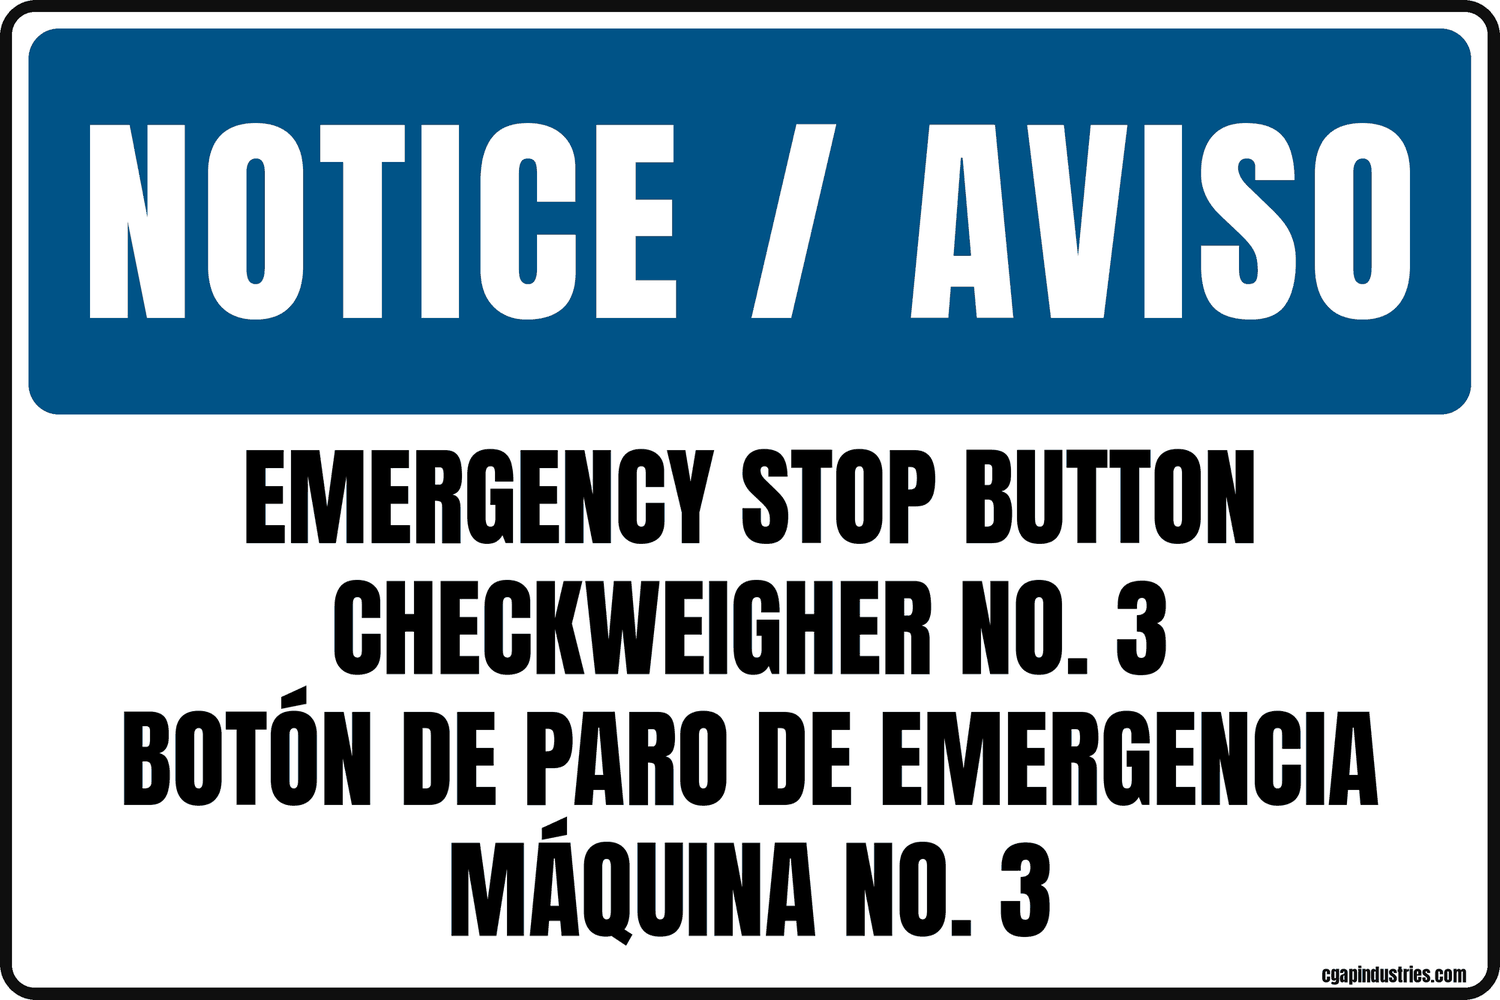 NOTICE / AVISO
EMERGENCY STOP BUTTON
CHECKWEIGHER NO. 3
BOTÓN DE PARO DE EMERGENCIA
MÁQUINA NO. 3
cgapindustries.com